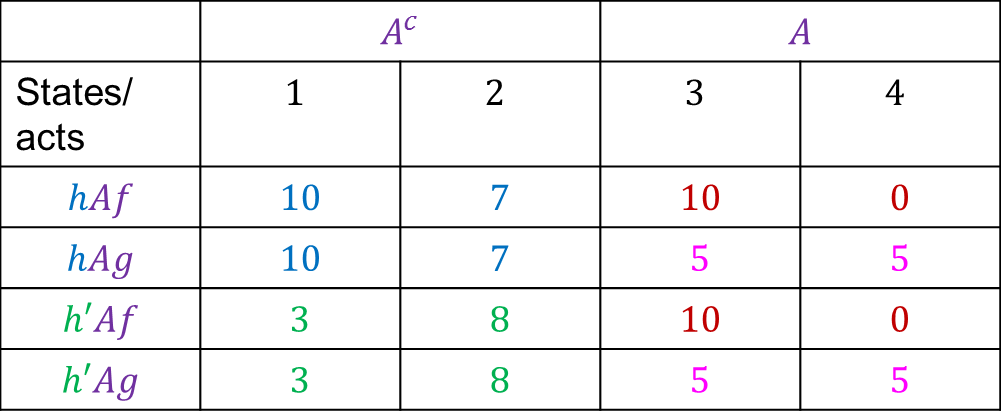 Aᶜ A
States/ 1 2 3 4
acts
hAf 10 7 10 0
hAg 10 7 5 5
h′Af 3 8 10 0
h′Ag 3 8 5 5